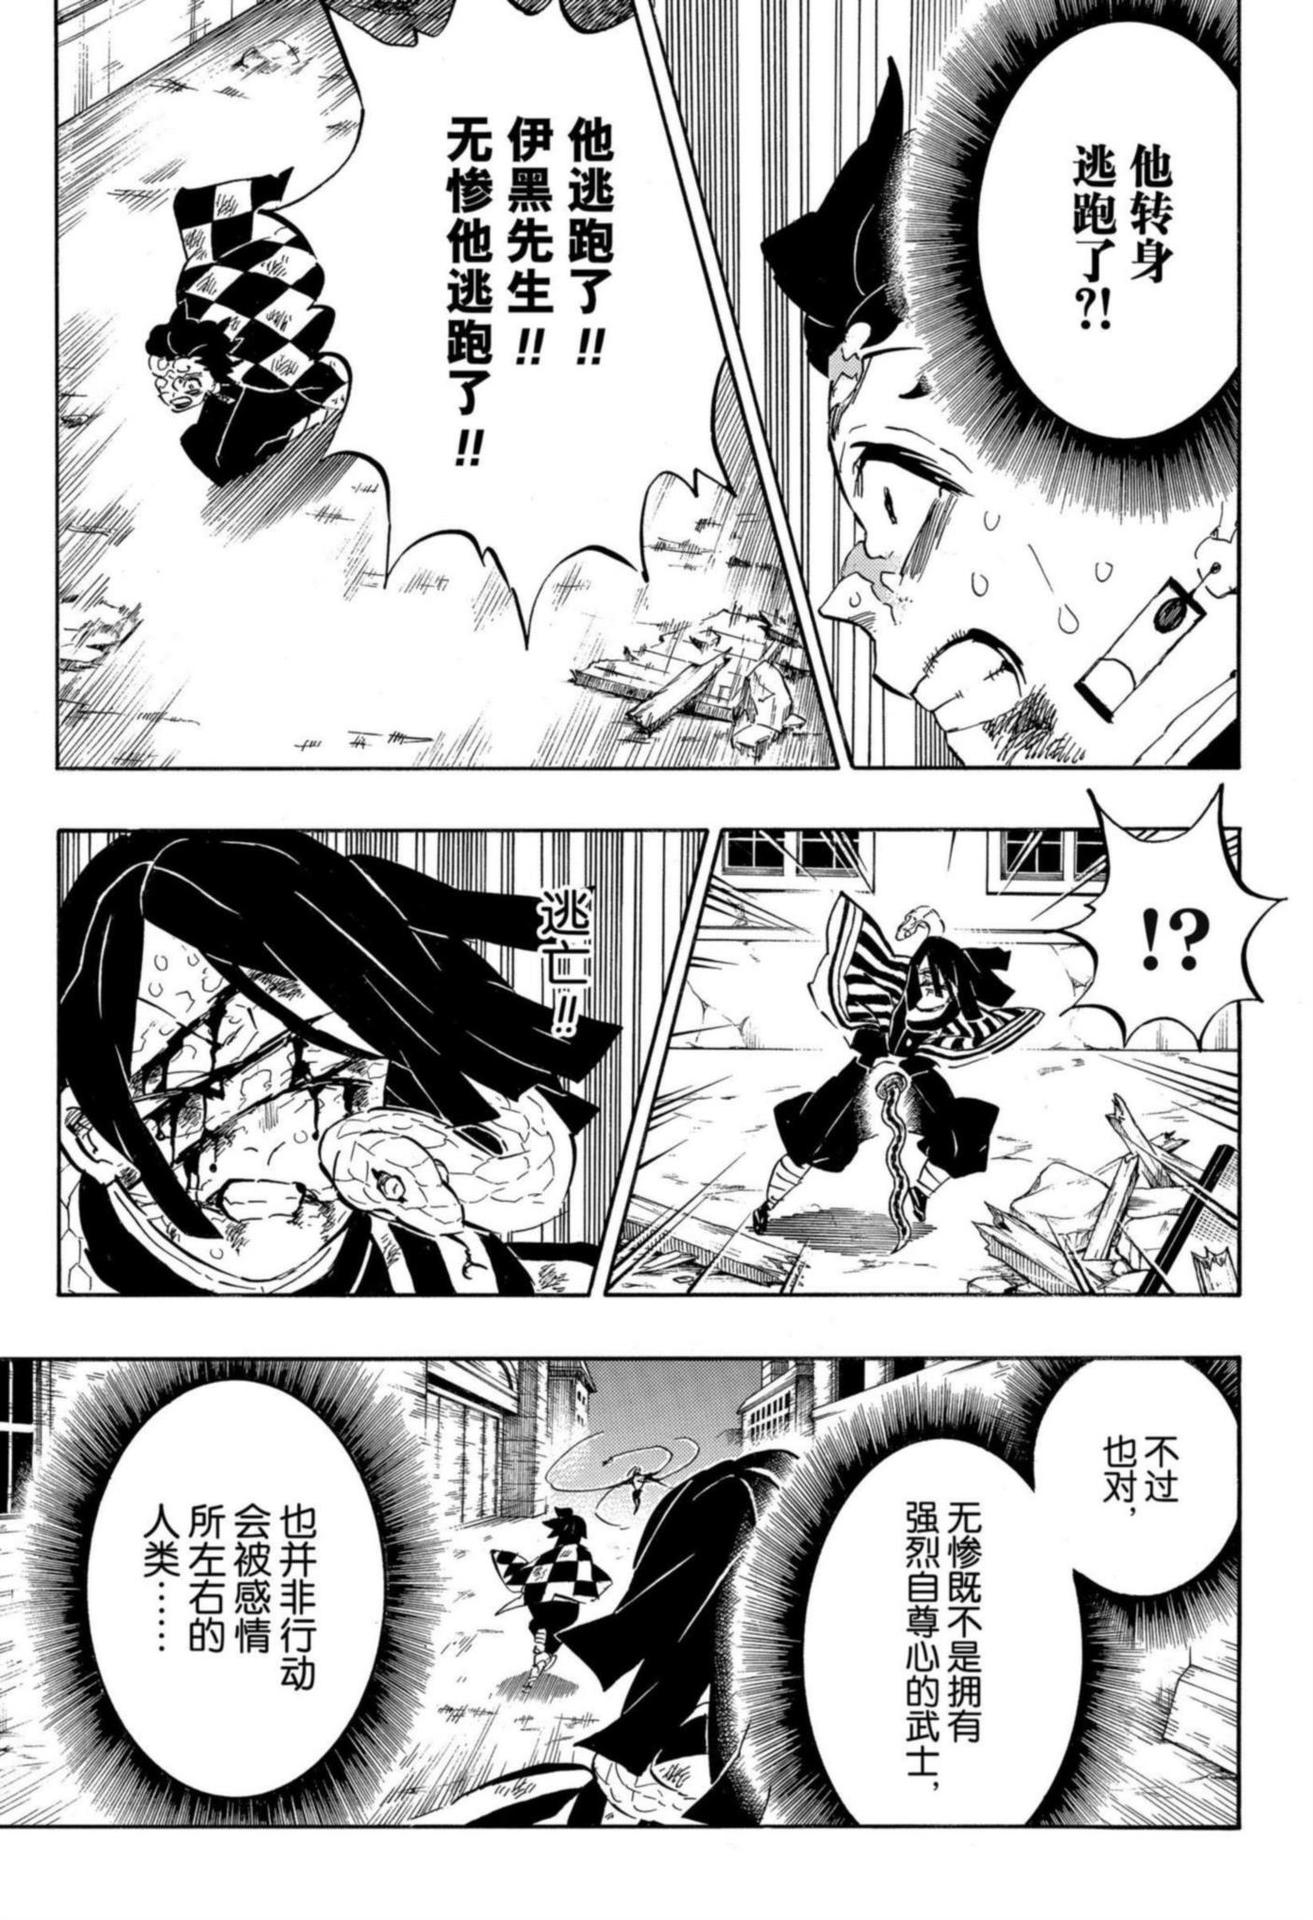 他转身
逃跑了?!
他逃跑了!!
伊黑先生!!
无惨他逃跑了!!
!?
逃亡!!
不过
也对，
无惨既不是拥有
强烈自尊心的武士，
也并非行动
会被感情
所左右的
人类……